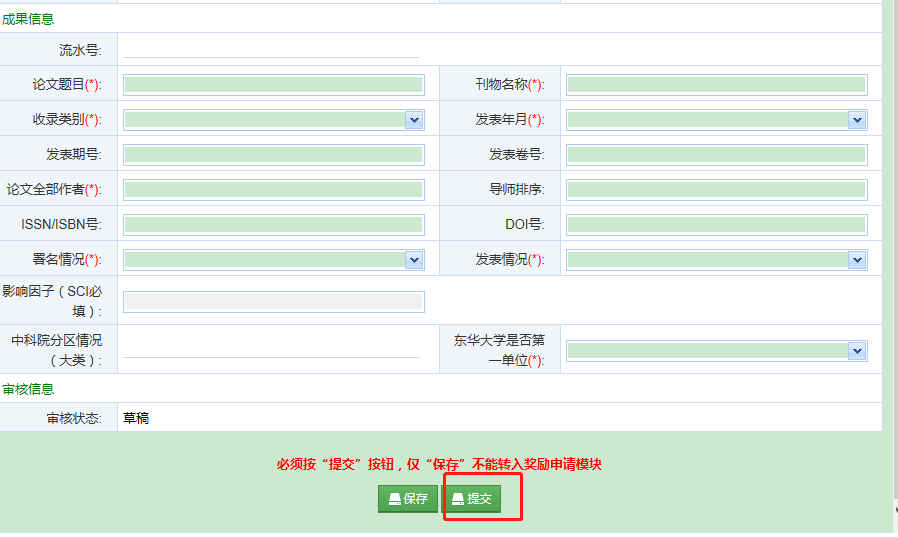 成果信息
流水号:
论文题目(*): 刊物名称(*):
收录类别(*): 发表年月(*):
发表期号: 发表卷号:
论文全部作者(*): 导师排序:
ISSN/ISBN号: DOI号:
署名情况(*): 发表情况(*):
影响因子（SCI必
填）:
中科院分区情况
（大类）:
东华大学是否第
一单位(*):
审核信息
审核状态: 草稿
必须按“提交”按钮，仅“保存”不能转入奖励申请模块
保存 提交